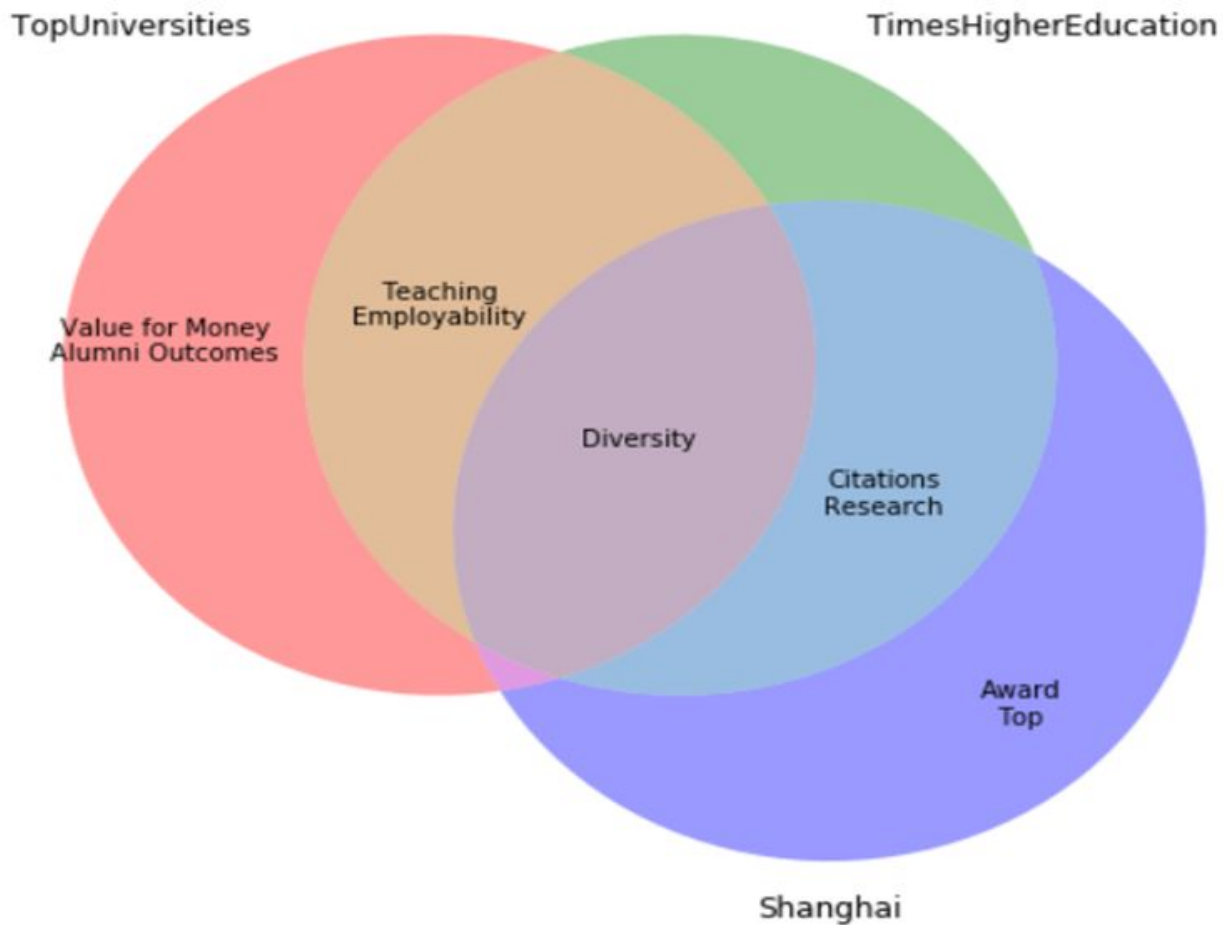 TopUniversities
TimesHigherEducation
Teaching
Employability
Value for Money
Alumni Outcomes
Diversity
Citations
Research
Award
Top
Shanghai